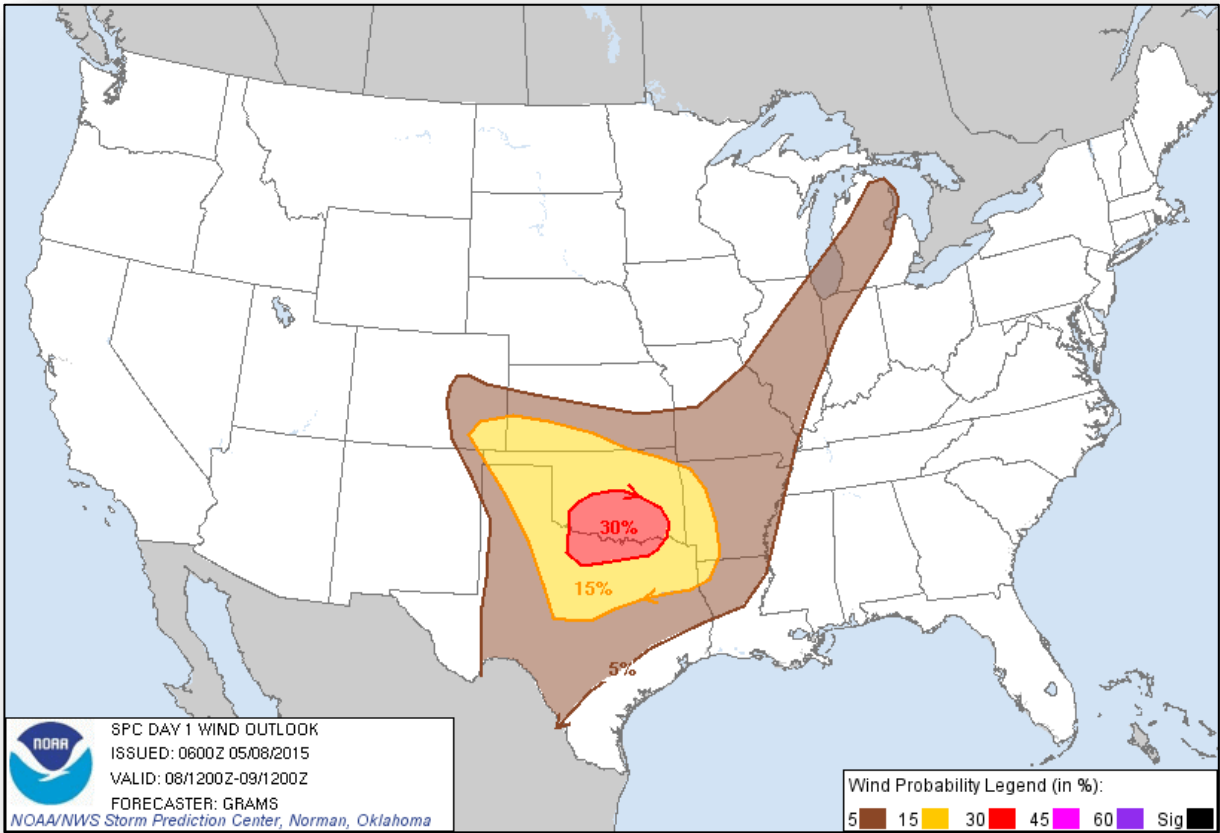 30%
15%
5%
NOAA
SPC DAY 1 WIND OUTLOOK
ISSUED: 0600Z 05/08/2015
VALID: 08/1200Z-09/1200Z
FORECASTER: GRAMS
NOAA/NWS Storm Prediction Center, Norman, Oklahoma
Wind Probability Legend (in %):
5 15 30 45 60 Sig